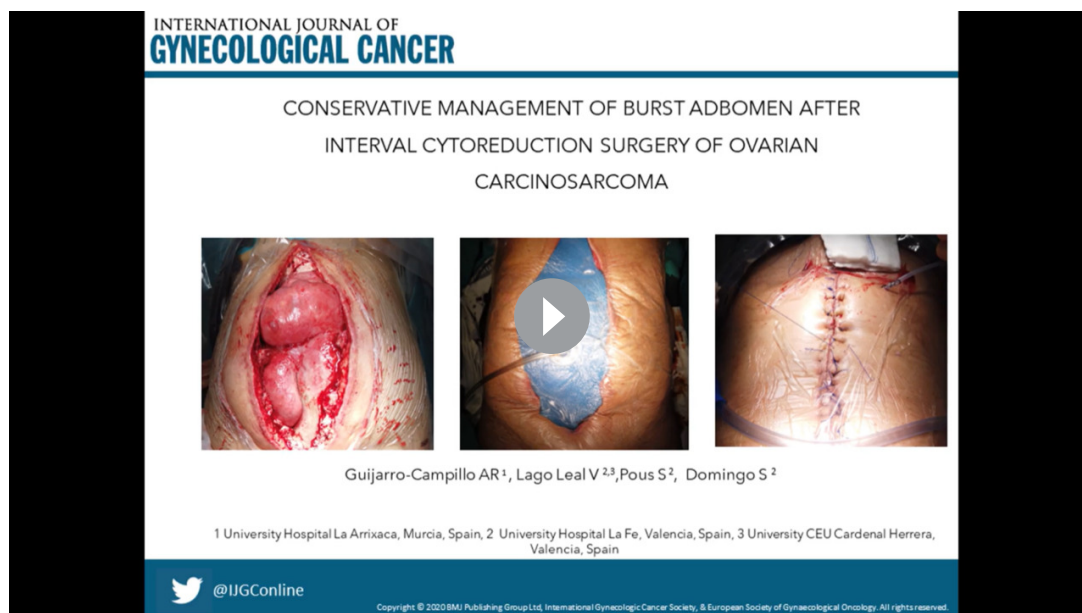 INTERNATIONAL JOURNAL OF
GYNECOLOGICAL CANCER
CONSERVATIVE MANAGEMENT OF BURST ADBOMEN AFTER
INTERVAL CYTOREDUCTION SURGERY OF OVARIAN
CARCINOSARCOMA
Guijarro-Campillo AR¹, Lago Leal V ²,³,Pous S², Domingo S ²
1 University Hospital La Arrixaca, Murcia, Spain, 2 University Hospital La Fe, Valencia, Spain, 3 University CEU Cardenal Herrera,
Valencia, Spain
@IJGConline
Copyright © 2020 BMJ Publishing Group Ltd, International Gynecologic Cancer Society, & European Society of Gynaecological Oncology. All rights reserved.